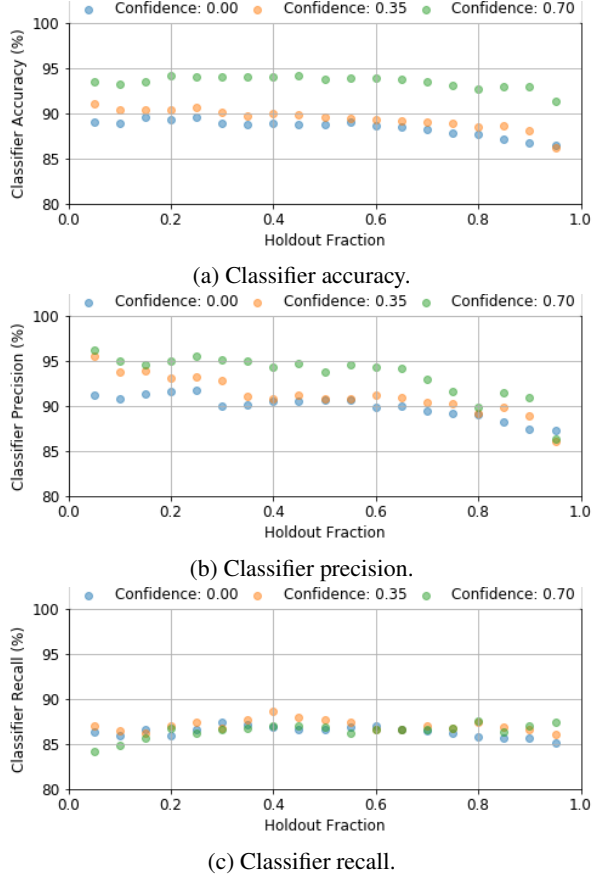 Confidence: 0.00 Confidence: 0.35 Confidence: 0.70
100
95
90
85
80
Classifier Accuracy (%)
0.0 0.2 0.4 0.6 0.8 1.0
Holdout Fraction
(a) Classifier accuracy.
Confidence: 0.00 Confidence: 0.35 Confidence: 0.70
100
95
90
85
80
Classifier Precision (%)
0.0 0.2 0.4 0.6 0.8 1.0
Holdout Fraction
(b) Classifier precision.
Confidence: 0.00 Confidence: 0.35 Confidence: 0.70
100
95
90
85
80
Classifier Recall (%)
0.0 0.2 0.4 0.6 0.8 1.0
Holdout Fraction
(c) Classifier recall.